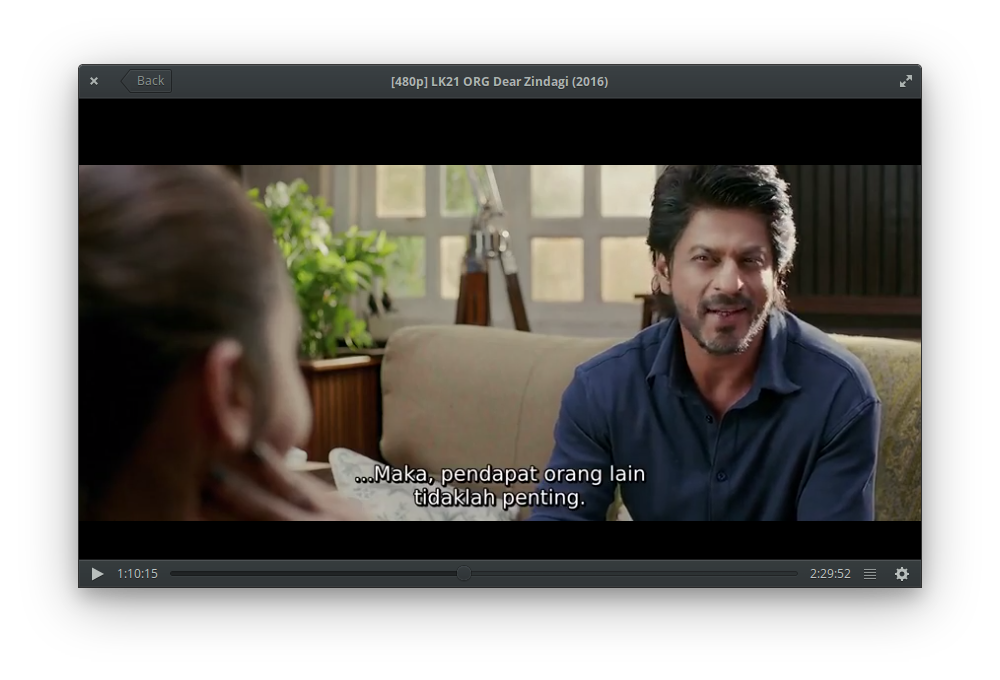 Back
[480p] LK21 ORG Dear Zindagi (2016)
...Maka, pendapat orang lain
tidaklah penting.
1:10:15
2:29:52